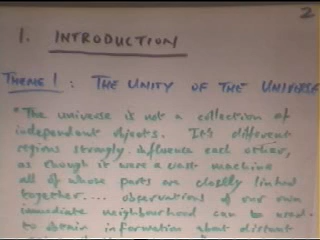 2
1. INTRODUCTION
THEME 1 : THE UNITY OF THE UNIVERSE
"The universe is not a collection of
independent objects. It's different
regions strongly influence each other,
as though it were a vast machine
all of whose parts are closely linked
together.... observations of our own
immediate neighbourhood can be used
to obtain information about distant